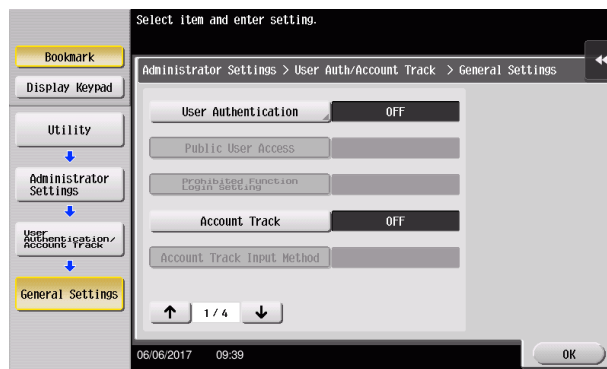 Select item and enter setting.
Bookmark
Display Keypad
Administrator Settings > User Auth/Account Track > General Settings
User Authentication OFF
Utility
Public User Access
Administrator
Settings
Prohibited Function
Login Setting
Account Track OFF
User
Authentication/
Account Track
Account Track Input Method
General Settings
↑ 1/4 ↓
06/06/2017 09:39
OK